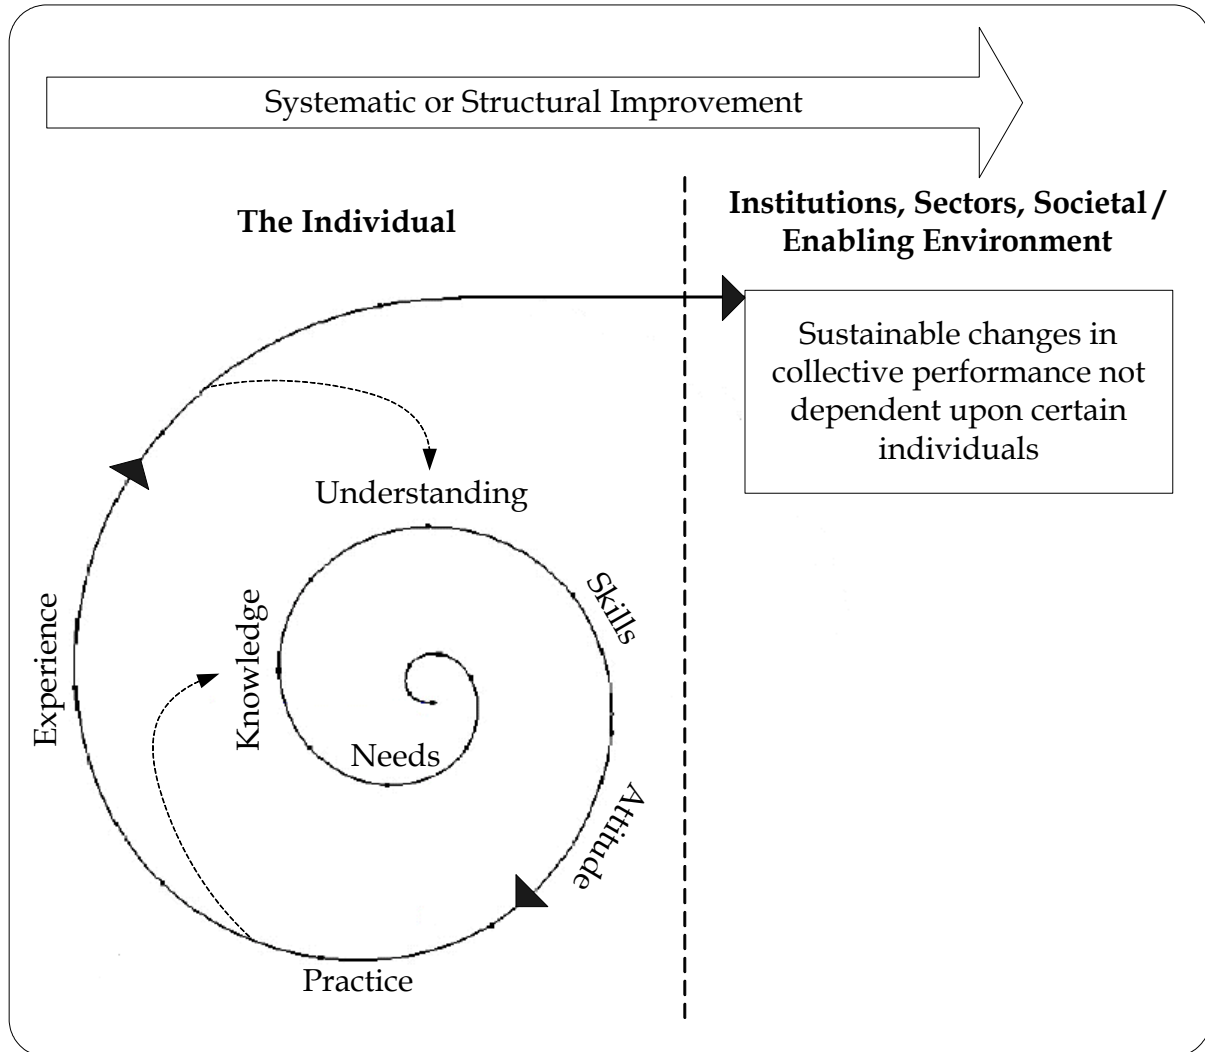 Systematic or Structural Improvement
The Individual
Institutions, Sectors, Societal/
Enabling Environment
Sustainable changes in
collective performance not
dependent upon certain
individuals
Understanding
Skills
Knowledge
Experience
Needs
Attitude
Practice